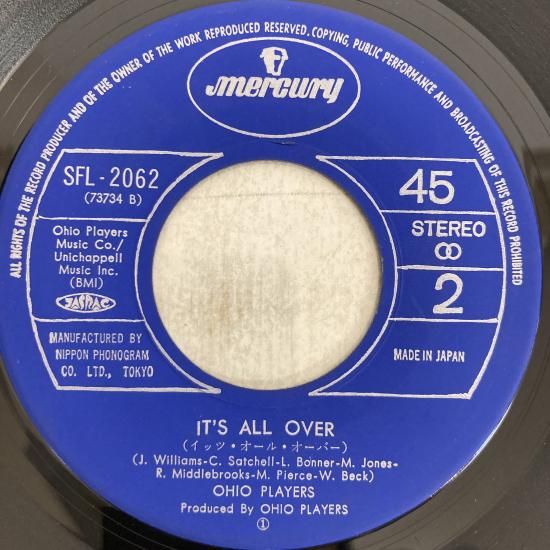 ALL RIGHTS OF THE RECORD PRODUCER AND OF THE OWNER OF THE WORK REPRODUCED RESERVED. COPYING, PUBLIC PERFORMANCE AND BROADCASTING OF THIS RECORD PROHIBITED
mercury
SFL-2062
(73734 B)
Ohio Players
Music Co./
Unichappell
Music Inc.
(BMI)
JASRAC
MANUFACTURED BY
NIPPON PHONOGRAM
CO. LTD., TOKYO
45
STEREO
2
MADE IN JAPAN
IT'S ALL OVER
(イッツ・オール・オーバー)
(J. Williams-C. Satchell-L. Bonner-M. Jones-
R. Middlebrooks-M. Pierce-W. Beck)
OHIO PLAYERS
Produced By OHIO PLAYERS
①